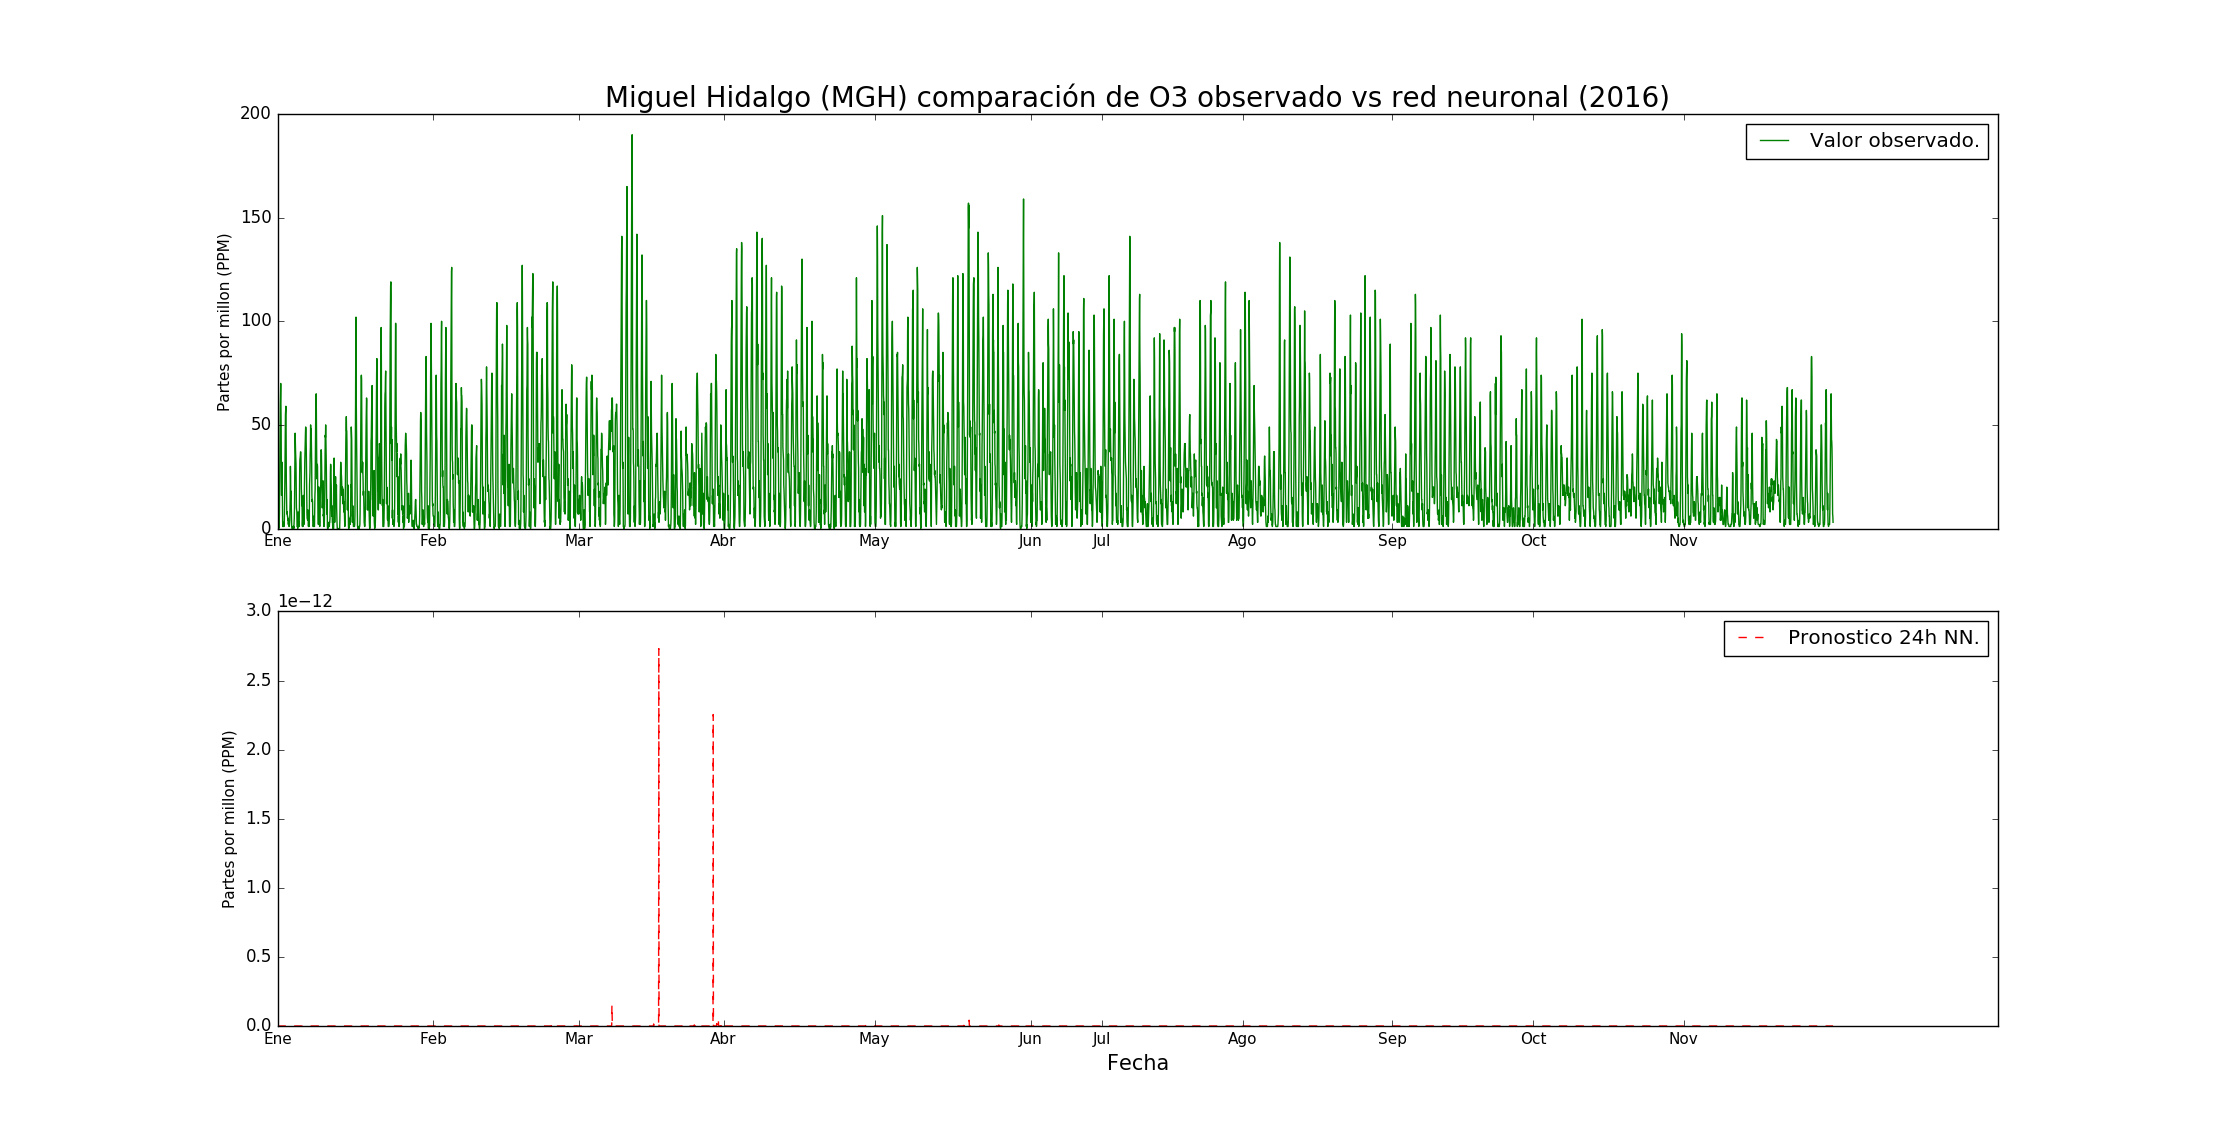 Miguel Hidalgo (MGH) comparación de O3 observado vs red neuronal (2016)
200
150
100
50
0
Partes por millon (PPM)
Valor observado.
Ene Feb Mar Abr May Jun Jul Ago Sep Oct Nov
1e−12
3.0
2.5
2.0
1.5
1.0
0.5
0.0
Partes por millon (PPM)
Pronostico 24h NN.
Ene Feb Mar Abr May Jun Jul Ago Sep Oct Nov
Fecha